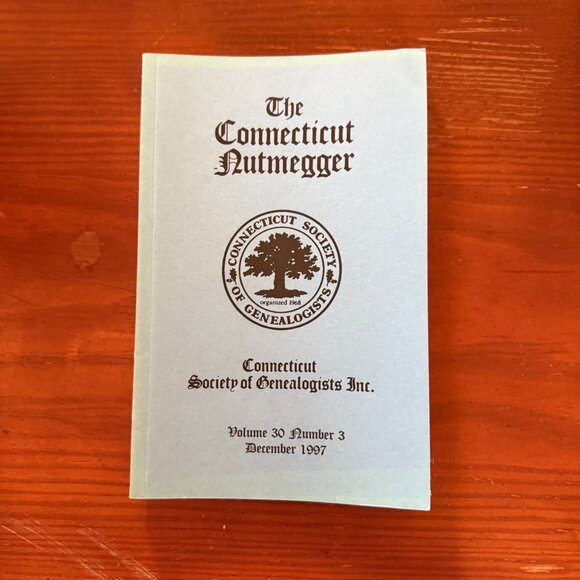 The
Connecticut
Nutmegger
CONNECTICUT SOCIETY
OF GENEALOGISTS
organized 1968
Connecticut
Society of Genealogists Inc.
Volume 30 Number 3
December 1997